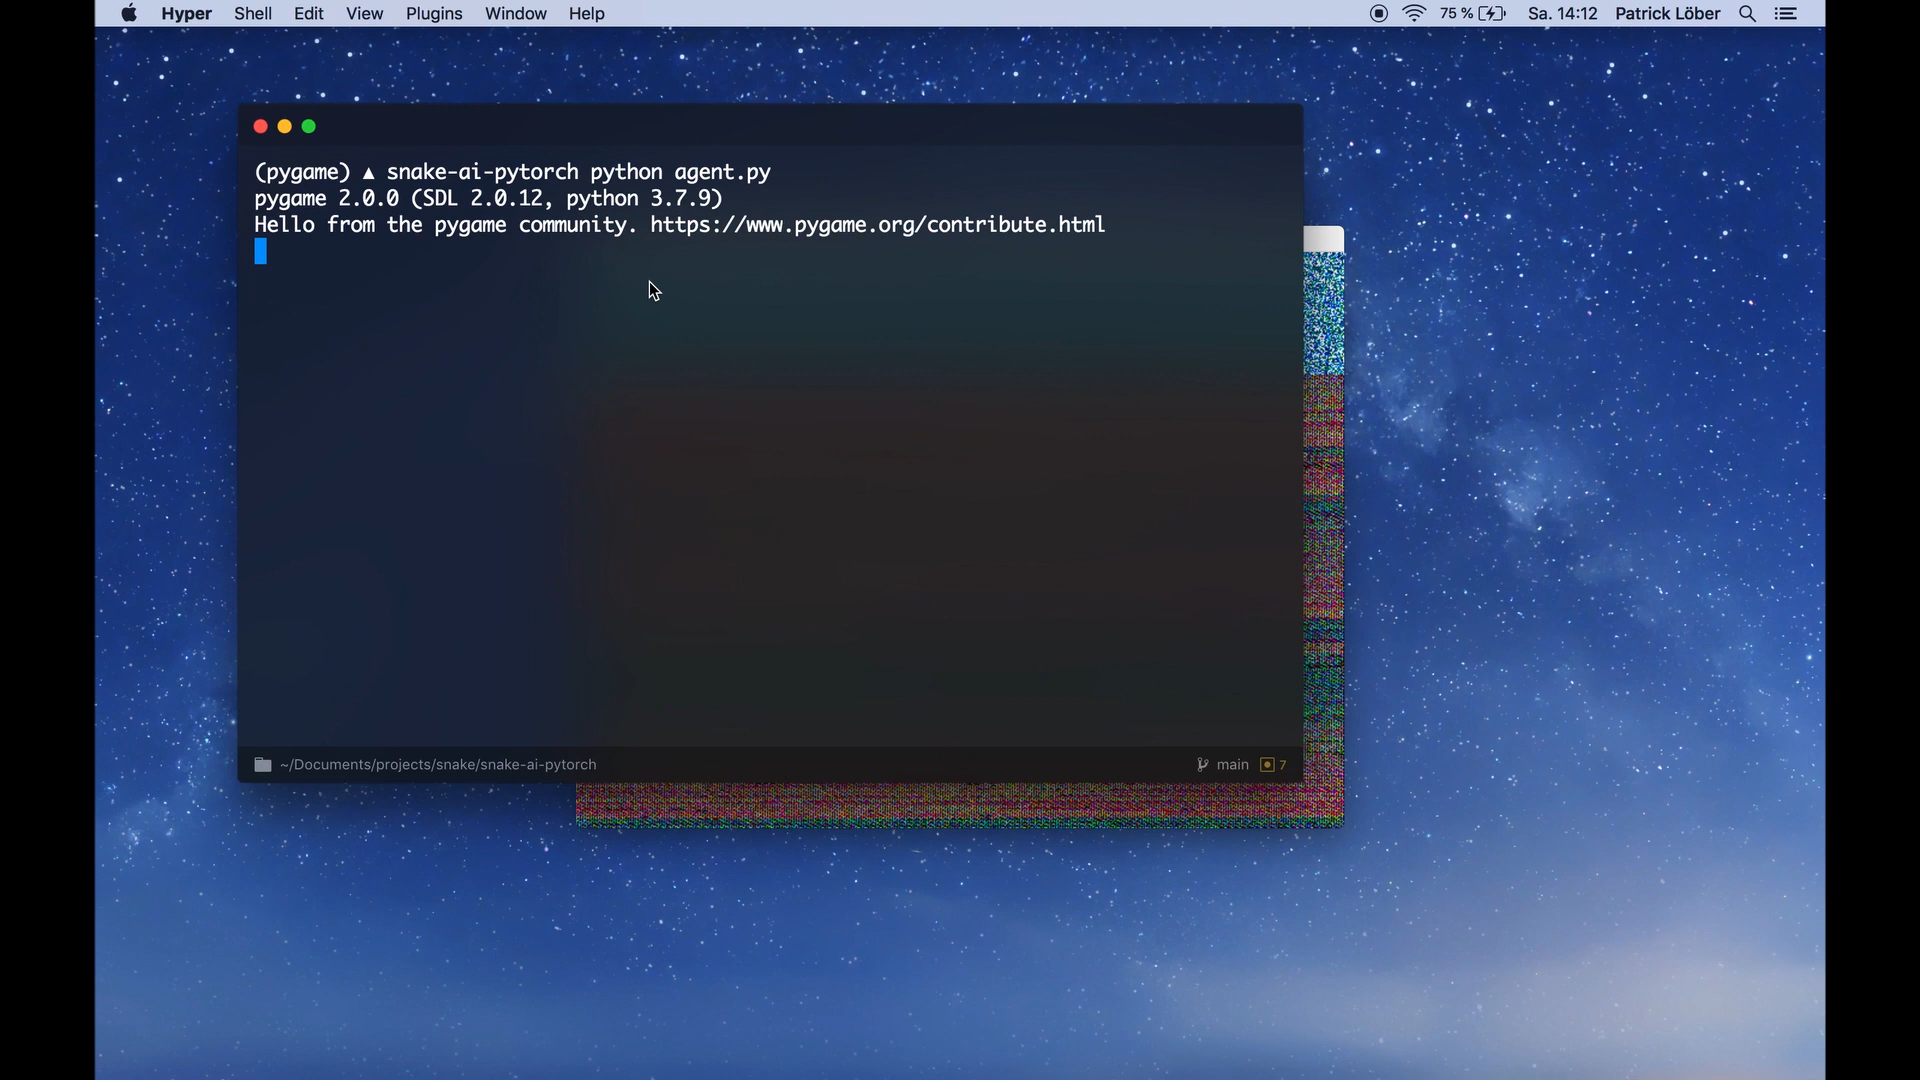 Hyper Shell Edit View Plugins Window Help 75 % Sa. 14:12 Patrick Löber
(pygame) ▲ snake-ai-pytorch python agent.py
pygame 2.0.0 (SDL 2.0.12, python 3.7.9)
Hello from the pygame community. https://www.pygame.org/contribute.html
~/Documents/projects/snake/snake-ai-pytorch main 7